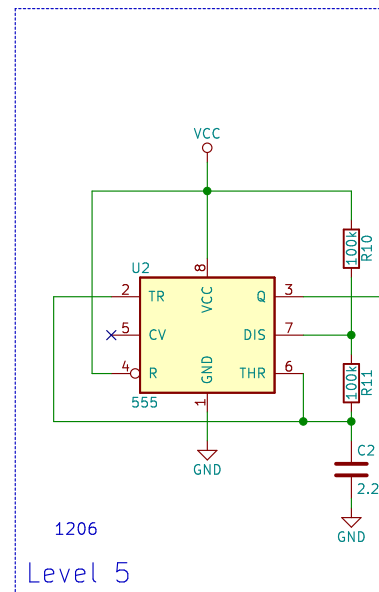 VCC
U2
8
R10
100k
2
TR
VCC
Q
3
5
CV
DIS
7
4
R
GND
THR
6
R11
100k
1
555
GND
C2
2.2
GND
1206
Level 5